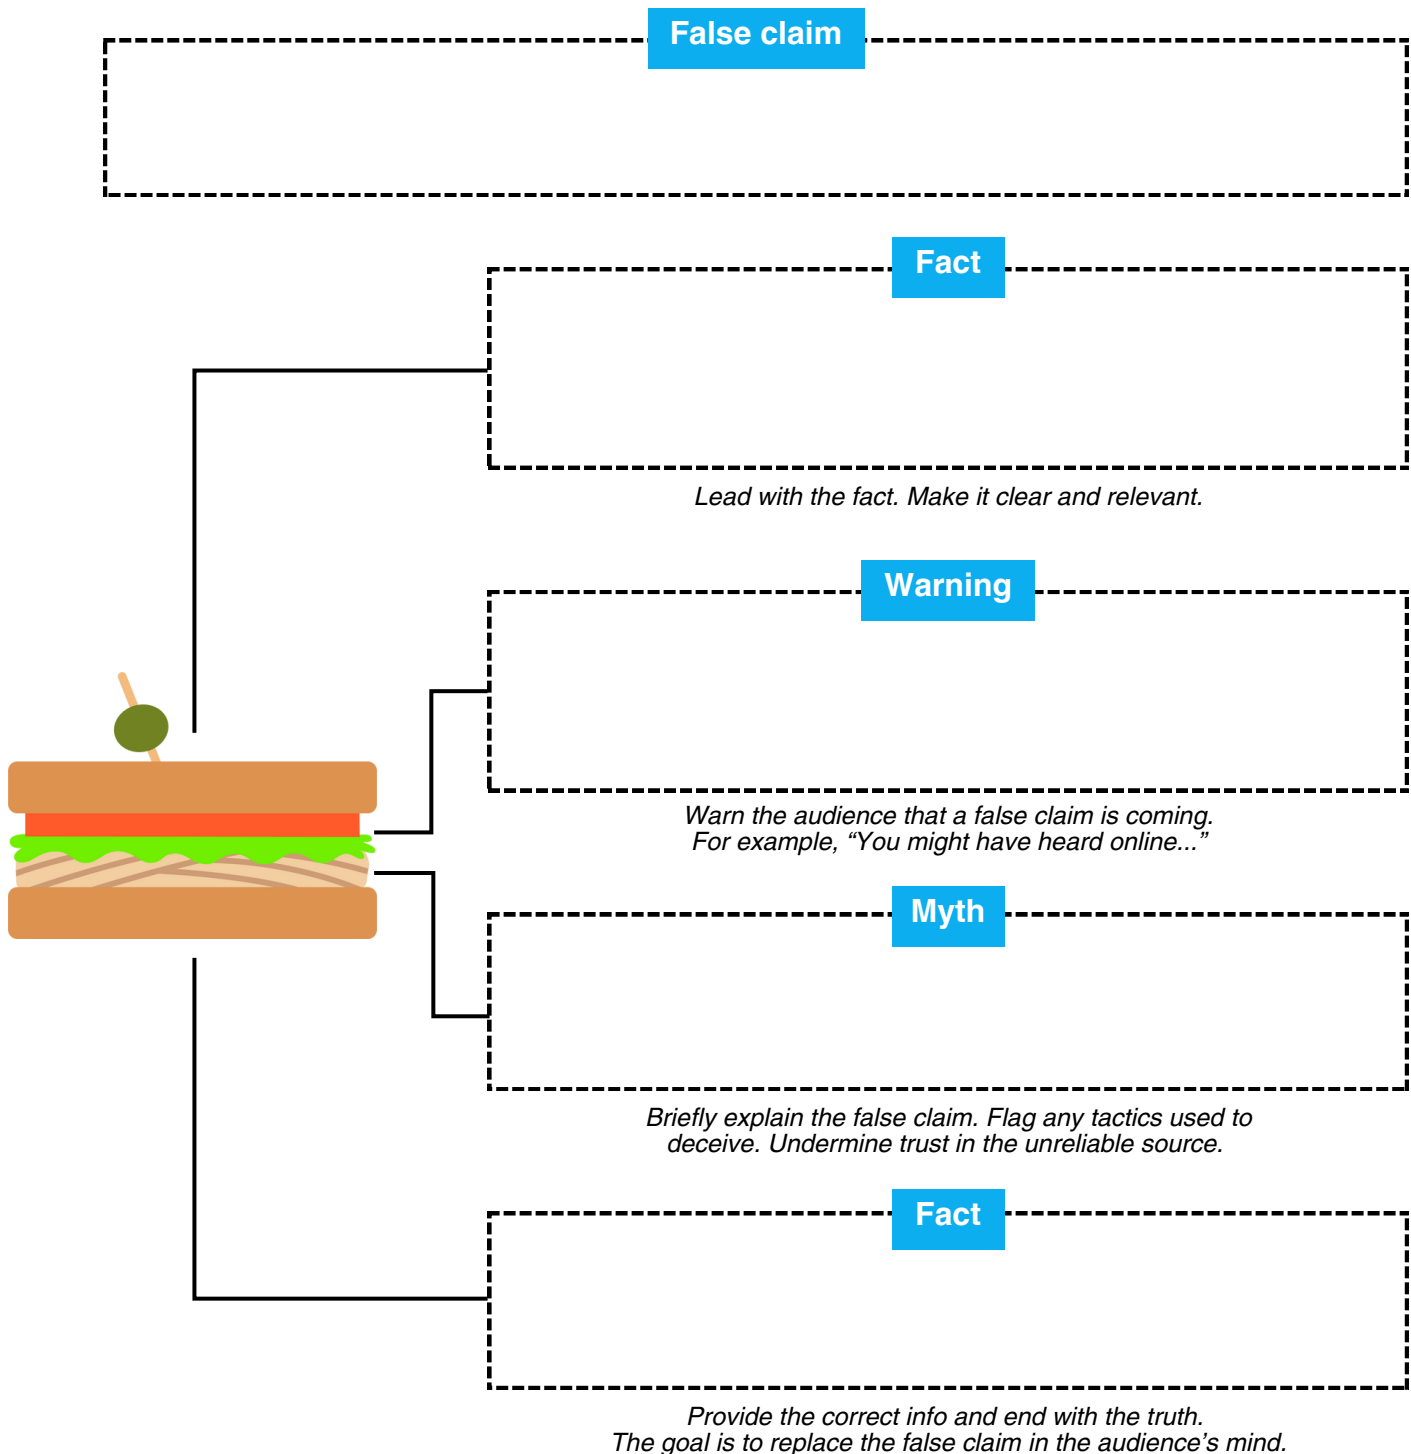 False claim
Fact
Lead with the fact. Make it clear and relevant.
Warning
Warn the audience that a false claim is coming.
For example, “You might have heard online...”
Myth
Briefly explain the false claim. Flag any tactics used to
deceive. Undermine trust in the unreliable source.
Fact
Provide the correct info and end with the truth.
The goal is to replace the false claim in the audience’s mind.